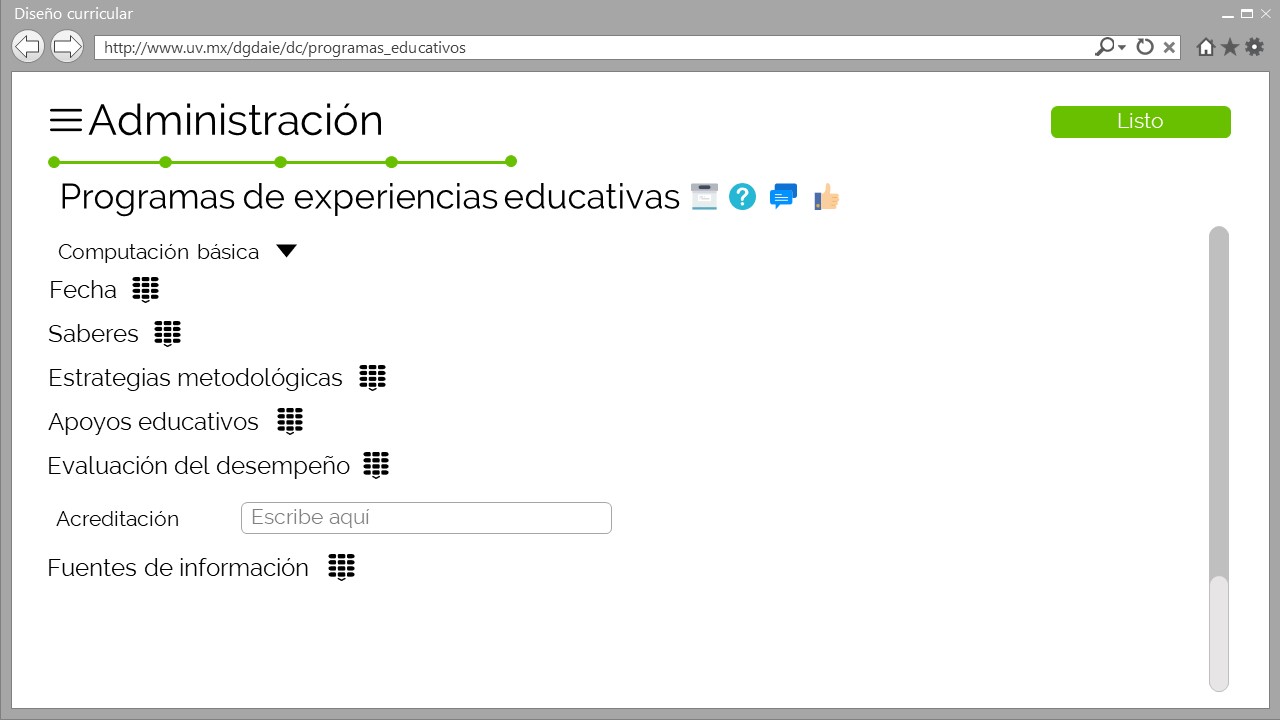 Diseño curricular
http://www.uv.mx/dgdaie/dc/programas_educativos
Administración
Listo
Programas de experiencias educativas
Computación básica
Fecha
Saberes
Estrategias metodológicas
Apoyos educativos
Evaluación del desempeño
Acreditación
Escribe aquí
Fuentes de información